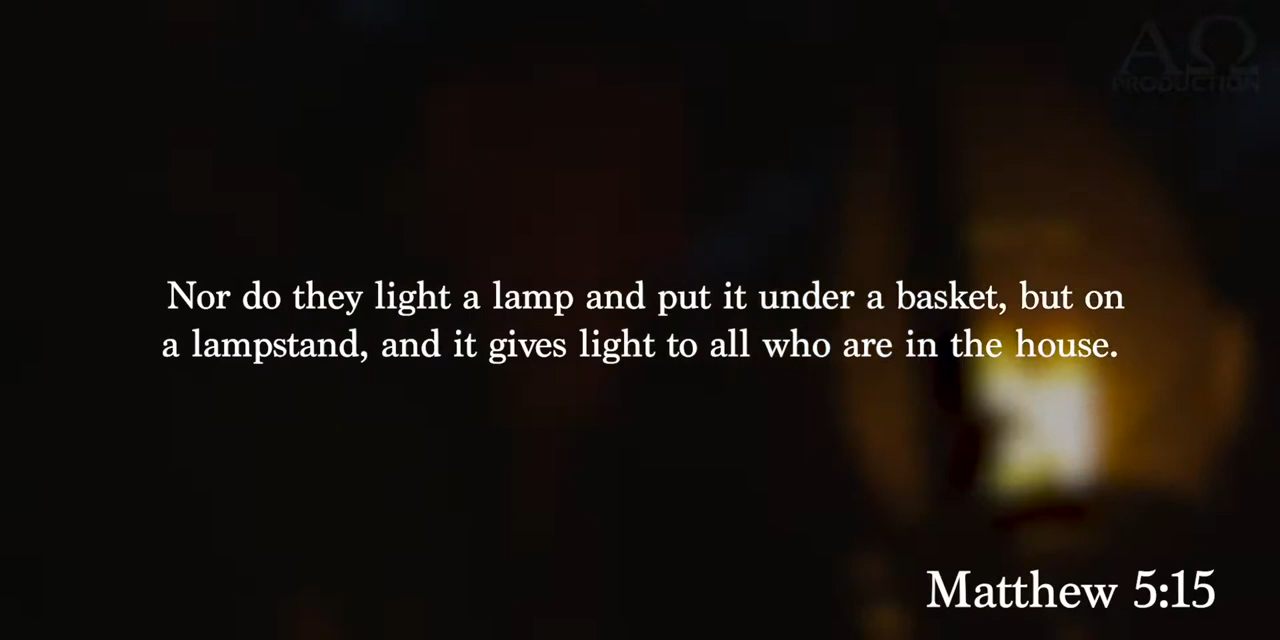 ΑΩ
PRODUCTION
Nor do they light a lamp and put it under a basket, but on
a lampstand, and it gives light to all who are in the house.
Matthew 5:15